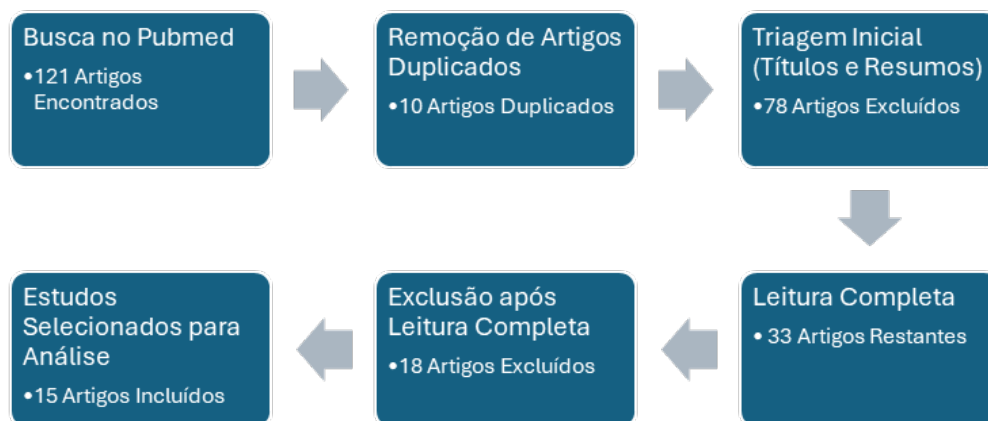 Busca no Pubmed
•121 Artigos
Encontrados
Remoção de Artigos
Duplicados
•10 Artigos Duplicados
Triagem Inicial
(Títulos e Resumos)
•78 Artigos Excluídos
Leitura Completa
• 33 Artigos Restantes
Exclusão após
Leitura Completa
•18 Artigos Excluídos
Estudos
Selecionados para
Análise
•15 Artigos Incluídos